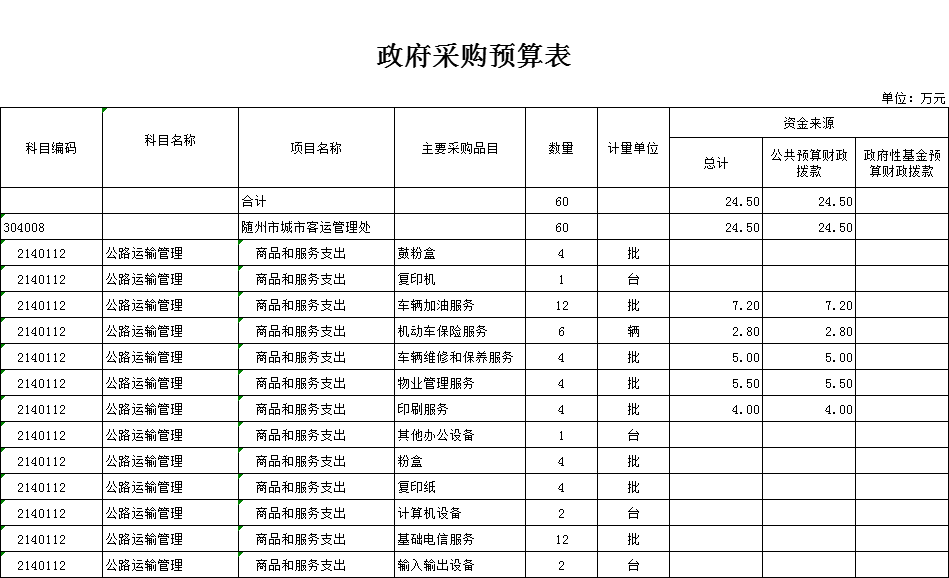 政府采购预算表
单位：万元
科目编码 科目名称 项目名称 主要采购品目 数量 计量单位 资金来源
总计 公共预算财政拨款 政府性基金预算财政拨款
合计 60 24.50 24.50
304008 随州市城市客运管理处 60 24.50 24.50
2140112 公路运输管理 商品和服务支出 鼓粉盒 4 批
2140112 公路运输管理 商品和服务支出 复印机 1 台
2140112 公路运输管理 商品和服务支出 车辆加油服务 12 批 7.20 7.20
2140112 公路运输管理 商品和服务支出 机动车保险服务 6 辆 2.80 2.80
2140112 公路运输管理 商品和服务支出 车辆维修和保养服务 4 批 5.00 5.00
2140112 公路运输管理 商品和服务支出 物业管理服务 4 批 5.50 5.50
2140112 公路运输管理 商品和服务支出 印刷服务 4 批 4.00 4.00
2140112 公路运输管理 商品和服务支出 其他办公设备 1 台
2140112 公路运输管理 商品和服务支出 粉盒 4 批
2140112 公路运输管理 商品和服务支出 复印纸 4 批
2140112 公路运输管理 商品和服务支出 计算机设备 2 台
2140112 公路运输管理 商品和服务支出 基础电信服务 12 批
2140112 公路运输管理 商品和服务支出 输入输出设备 2 台